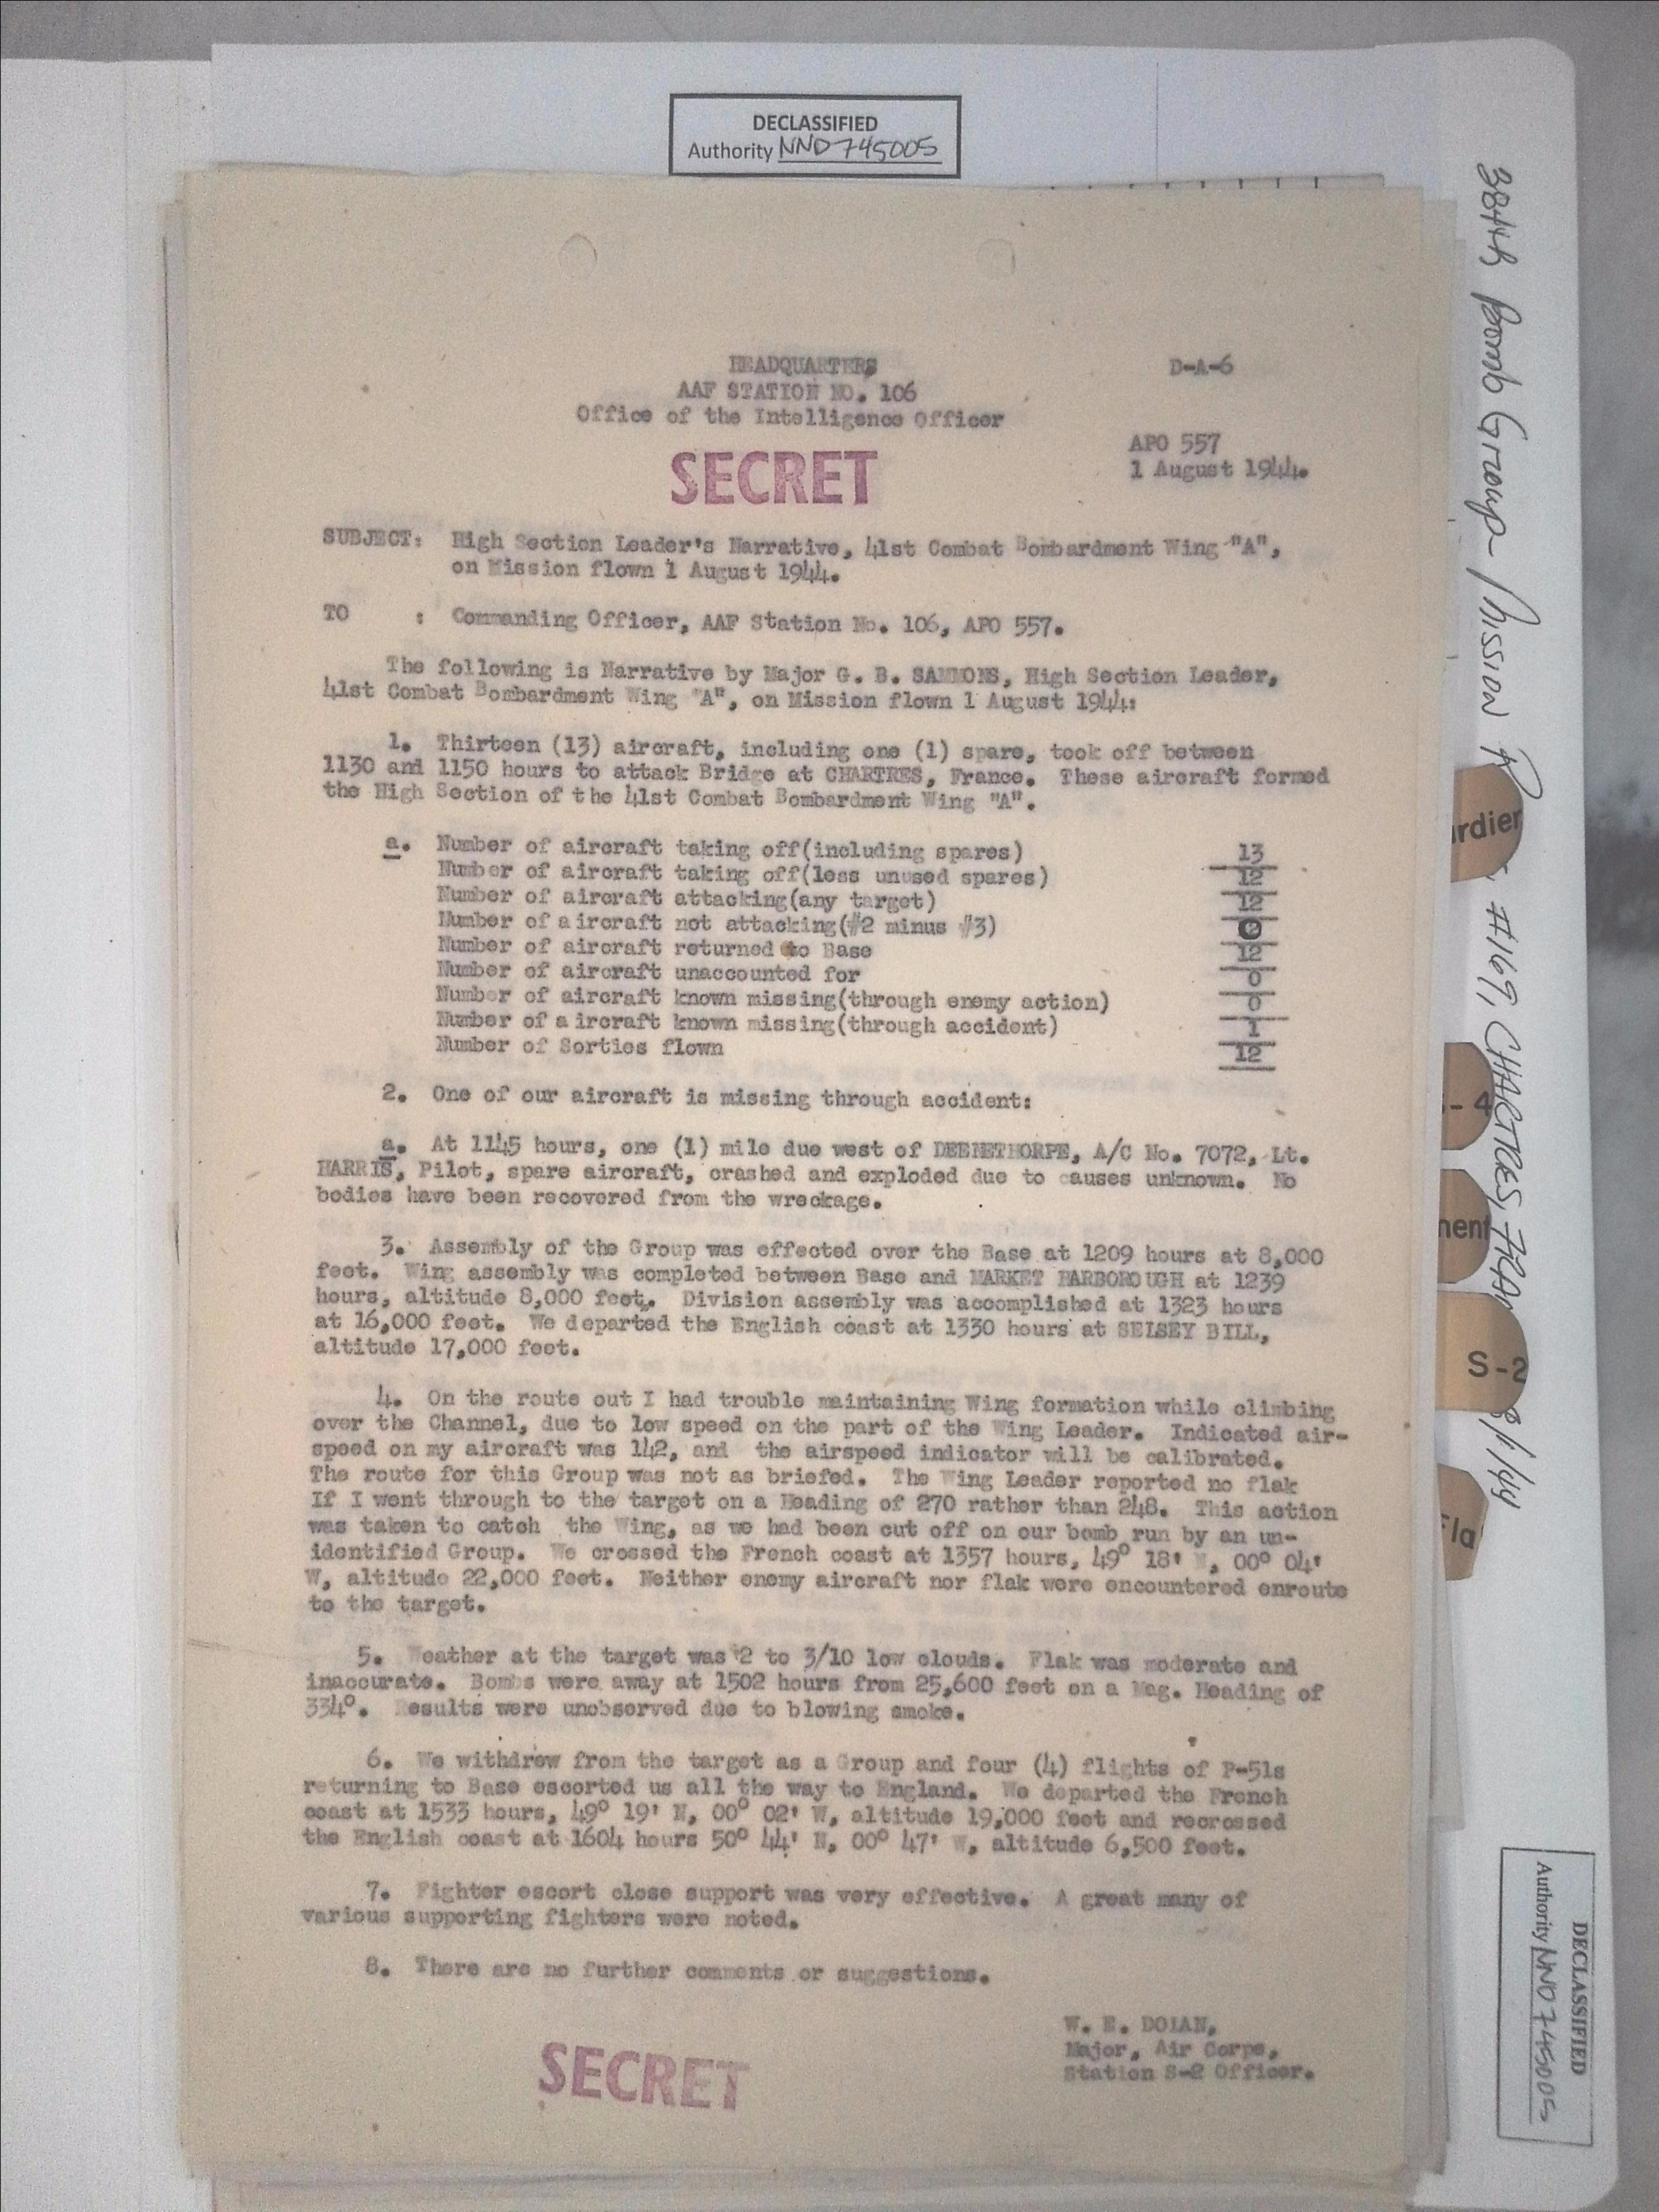 DECLASSIFIED
Authority NND745005
HEADQUARTERS
D-A-6
AAF STATION NO. 106
Office of the Intelligence Officer
APO 557
1 August 1944.
SECRET
SUBJECT: High Section Leader's Narrative, 41st Combat Bombardment Wing "A",
on Mission flown 1 August 1944.
TO : Commanding Officer, AAF Station No. 106, APO 557.
The following is Narrative by Major G. B. SAMMONS, High Section Leader,
41st Combat Bombardment Wing "A", on Mission flown 1 August 1944:
1. Thirteen (13) aircraft, including one (1) spare, took off between
1130 and 1150 hours to attack Bridge at CHARTRES, France. These aircraft formed
the High Section of the 41st Combat Bombardment Wing "A".
a. Number of aircraft taking off(including spares) 13
Number of aircraft taking off(less unused spares) 12
Number of aircraft attacking(any target) 12
Number of aircraft not attacking(#2 minus #3) 0
Number of aircraft returned to Base 12
Number of aircraft unaccounted for 0
Number of aircraft known missing(through enemy action) 0
Number of aircraft known missing(through accident) 1
Number of Sorties flown 12
2. One of our aircraft is missing through accident:
a. At 1145 hours, one (1) mile due west of DEENETHORPE, A/C No. 7072, Lt.
HARRIS, Pilot, spare aircraft, crashed and exploded due to causes unknown. No
bodies have been recovered from the wreckage.
3. Assembly of the Group was effected over the Base at 1209 hours at 8,000
feet. Wing assembly was completed between Base and MARKET HARBOROUGH at 1239
hours, altitude 8,000 feet. Division assembly was accomplished at 1323 hours
at 16,000 feet. We departed the English coast at 1330 hours at SELSEY BILL,
altitude 17,000 feet.
4. On the route out I had trouble maintaining Wing formation while climbing
over the Channel, due to low speed on the part of the Wing Leader. Indicated air-
speed on my aircraft was 142, and the airspeed indicator will be calibrated.
The route for this Group was not as briefed. The Wing Leader reported no flak
If I went through to the target on a Heading of 270 rather than 248. This action
was taken to catch the Wing, as we had been cut off on our bomb run by an un-
identified Group. We crossed the French coast at 1357 hours, 49° 18' N, 00° 04'
W, altitude 22,000 feet. Neither enemy aircraft nor flak were encountered enroute
to the target.
5. Weather at the target was 2 to 3/10 low clouds. Flak was moderate and
inaccurate. Bombs were away at 1502 hours from 25,600 feet on a Mag. Heading of
334°. Results were unobserved due to blowing smoke.
6. We withdrew from the target as a Group and four (4) flights of P-51s
returning to Base escorted us all the way to England. We departed the French
coast at 1533 hours, 49° 19' N, 00° 02' W, altitude 19,000 feet and recrossed
the English coast at 1604 hours 50° 44' N, 00° 47' W, altitude 6,500 feet.
7. Fighter escort close support was very effective. A great many of
various supporting fighters were noted.
8. There are no further comments or suggestions.
W. E. DOLAN,
Major, Air Corps,
Station S-2 Officer.
SECRET
384th Bomb Group- Mission
#169, CHARTRES,
8/1/44
rdier
-4
nent
S-2
Fla
DECLASSIFIED
Authority NND745005